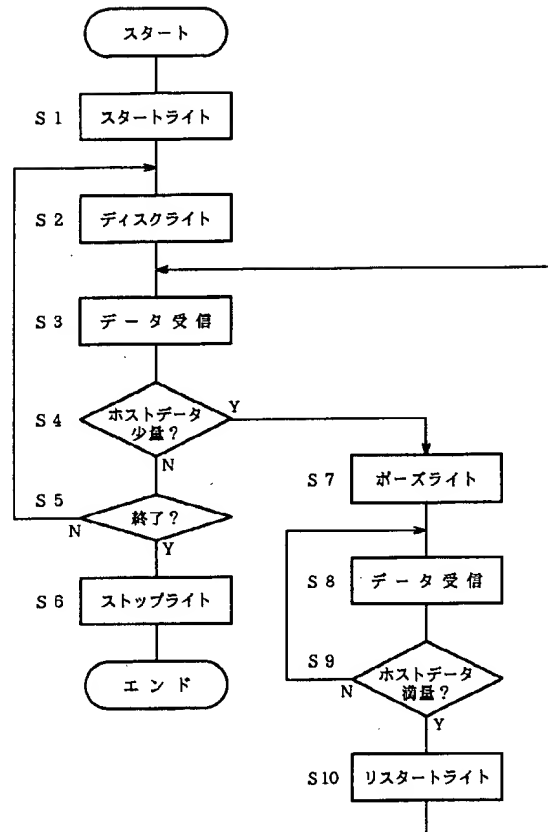 スタート
S1 スタートライト
S2 ディスクライト
S3 データ受信
S4 ホストデータ
少量?
Y
N
S5 終了?
N
Y
S6 ストップライト
エンド
S7 ポーズライト
S8 データ受信
S9 ホストデータ
満量?
N
Y
S10 リスタートライト